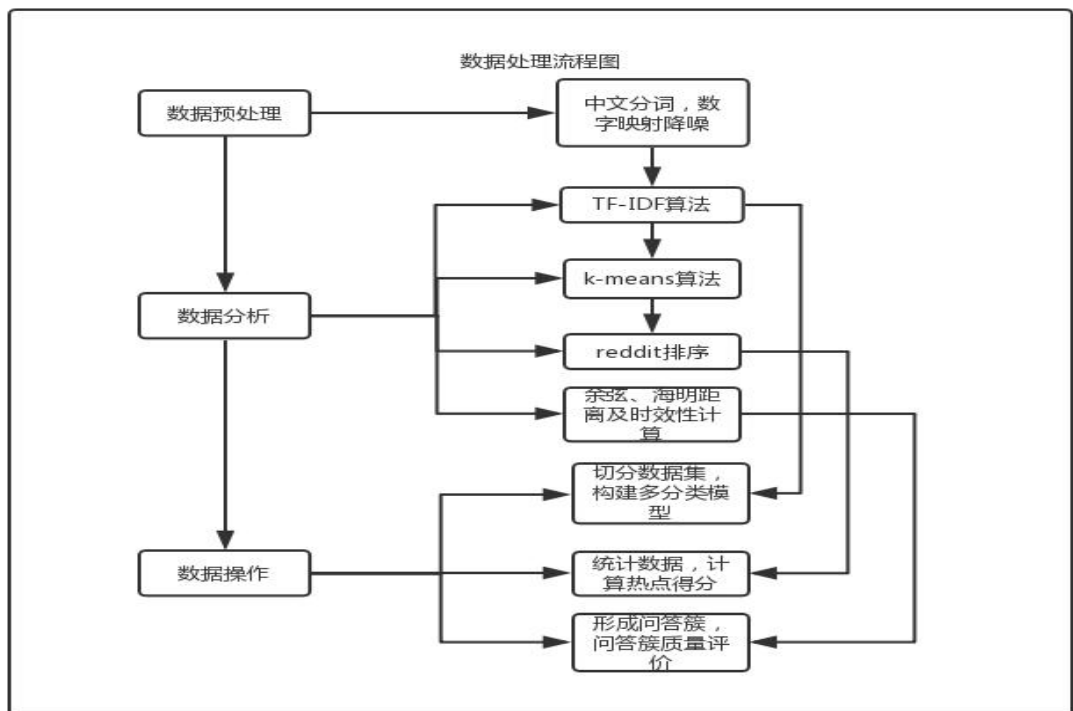 数据处理流程图
数据预处理
中文分词，数
字映射降噪
TF-IDF算法
k-means算法
数据分析
reddit排序
余弦、海明距
离及时效性计
算
切分数据集，
构建多分类模
型
数据操作
统计数据，计
算热点得分
形成问答簇，
问答簇质量评
价